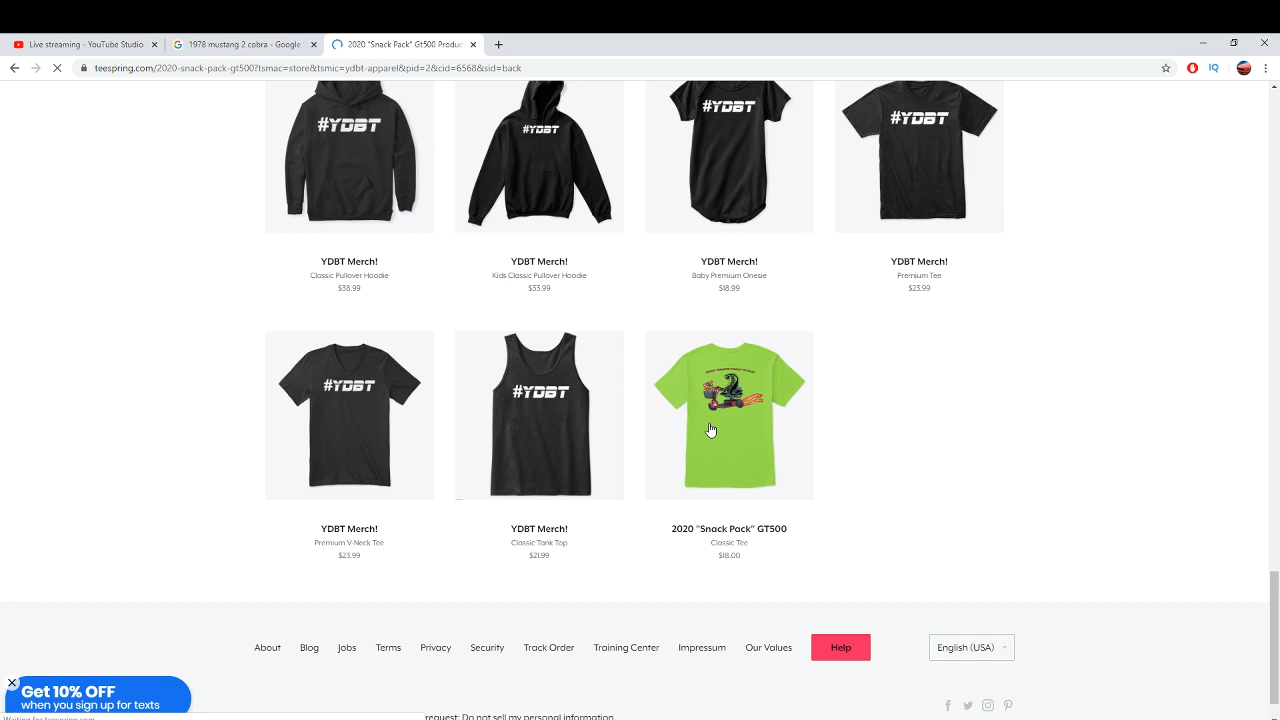 Live streaming - YouTube Studio
1978 mustang 2 cobra - Google
2020 "Snack Pack" Gt500 Produc
teespring.com/2020-snack-pack-gt500?tsmac=store&tsmic=ydbt-apparel&pid=2&cid=6568&sid=back
IQ
#YDBT
#YDBT
#YDBT
#YDBT
YDBT Merch!
Classic Pullover Hoodie
$38.99
YDBT Merch!
Kids Classic Pullover Hoodie
$33.99
YDBT Merch!
Baby Premium Onesie
$18.99
YDBT Merch!
Premium Tee
$23.99
#YDBT
#YDBT
YDBT Merch!
Premium V-Neck Tee
$23.99
YDBT Merch!
Classic Tank Top
$21.99
2020 "Snack Pack" GT500
Classic Tee
$18.00
About
Blog
Jobs
Terms
Privacy
Security
Track Order
Training Center
Impressum
Our Values
Help
English (USA)
Get 10% OFF
when you sign up for texts
Waiting for teespring.com
request: Do not sell my personal information.